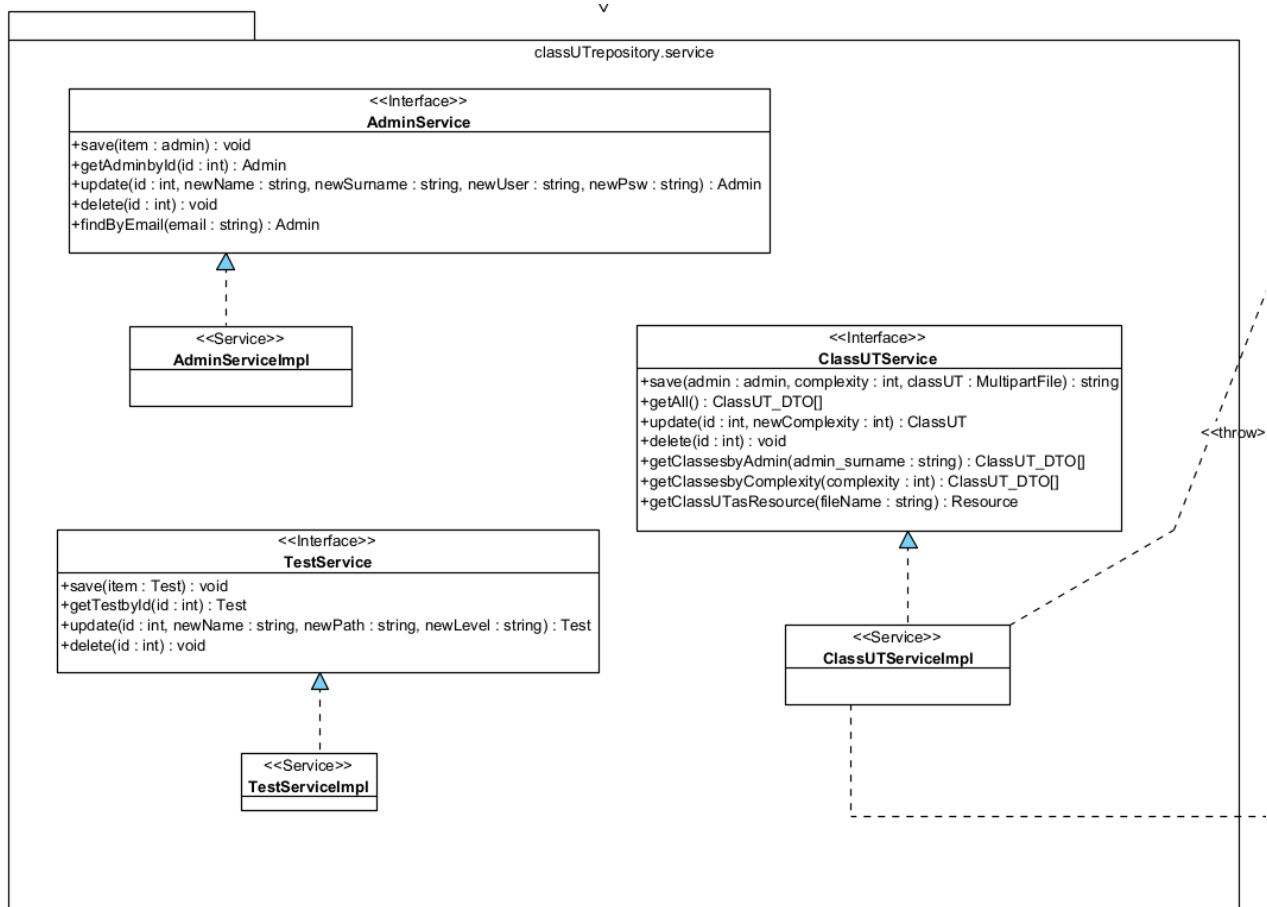 classUTrepository.service
<<Interface>>
AdminService
+save(item : admin) : void
+getAdminbyId(id : int) : Admin
+update(id : int, newName : string, newSurname : string, newUser : string, newPsw : string) : Admin
+delete(id : int) : void
+findByEmail(email : string) : Admin
<<Service>>
AdminServiceImpl
<<Interface>>
ClassUTService
+save(admin : admin, complexity : int, classUT : MultipartFile) : string
+getAll() : ClassUT_DTO[]
+update(id : int, newComplexity : int) : ClassUT
+delete(id : int) : void
+getClassesbyAdmin(admin_surname : string) : ClassUT_DTO[]
+getClassesbyComplexity(complexity : int) : ClassUT_DTO[]
+getClassUTasResource(fileName : string) : Resource
<<throw>
<<Interface>>
TestService
+save(item : Test) : void
+getTestbyId(id : int) : Test
+update(id : int, newName : string, newPath : string, newLevel : string) : Test
+delete(id : int) : void
<<Service>>
ClassUTServiceImpl
<<Service>>
TestServiceImpl